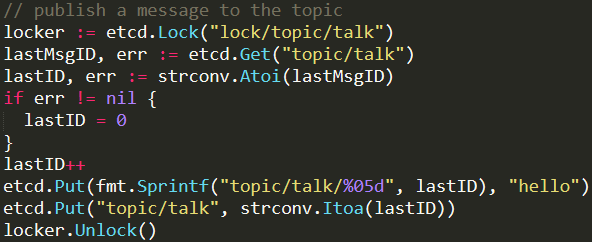 // publish a message to the topic
locker := etcd.Lock("lock/topic/talk")
lastMsgID, err := etcd.Get("topic/talk")
lastID, err := strconv.Atoi(lastMsgID)
if err != nil {
  lastID = 0
}
lastID++
etcd.Put(fmt.Sprintf("topic/talk/%05d", lastID), "hello")
etcd.Put("topic/talk", strconv.Itoa(lastID))
locker.Unlock()